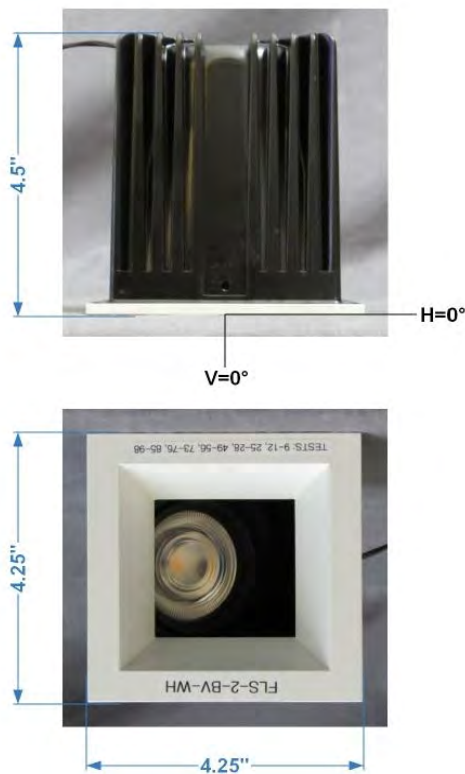 4.5"
H=0°
V=0°
TESTS: 9-12, 25-28, 49-56, 73-76, 85-98
4.25"
FLS-2-BV-WH
4.25"